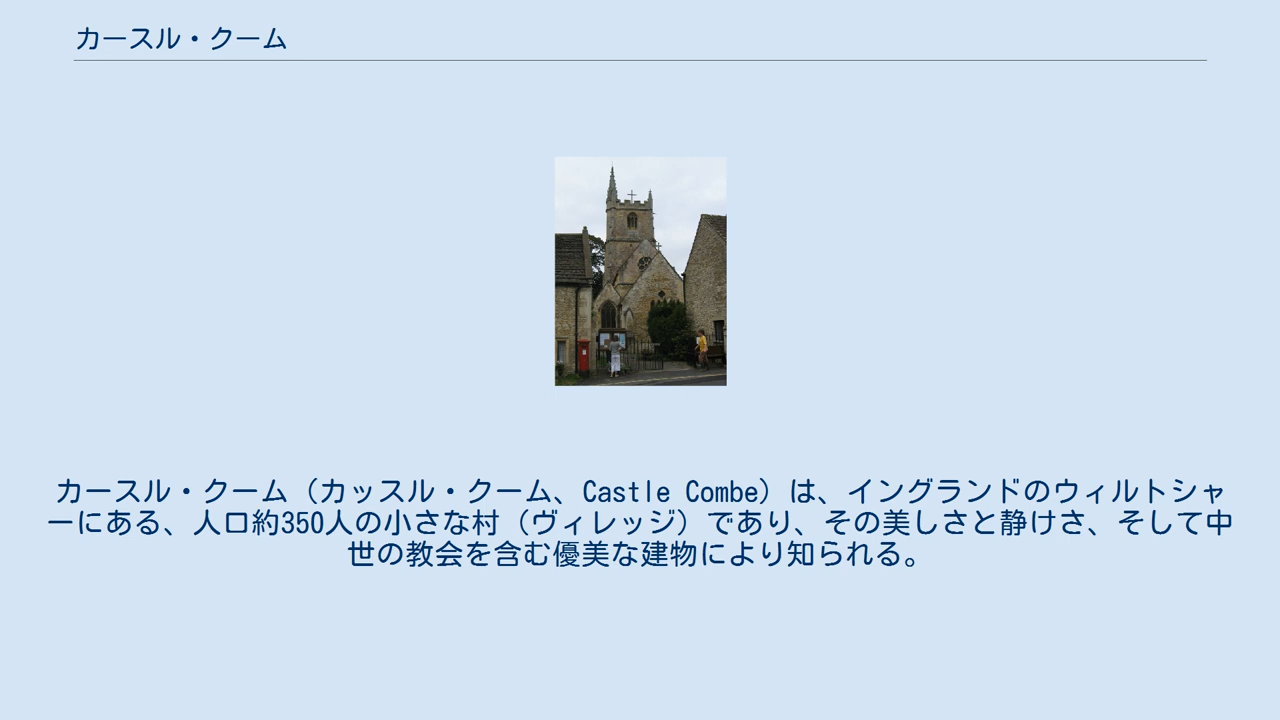 カースル・クーム
カースル・クーム（カッスル・クーム、Castle Combe）は、イングランドのウィルトシャ
ーにある、人口約350人の小さな村（ヴィレッジ）であり、その美しさと静けさ、そして中
世の教会を含む優美な建物により知られる。